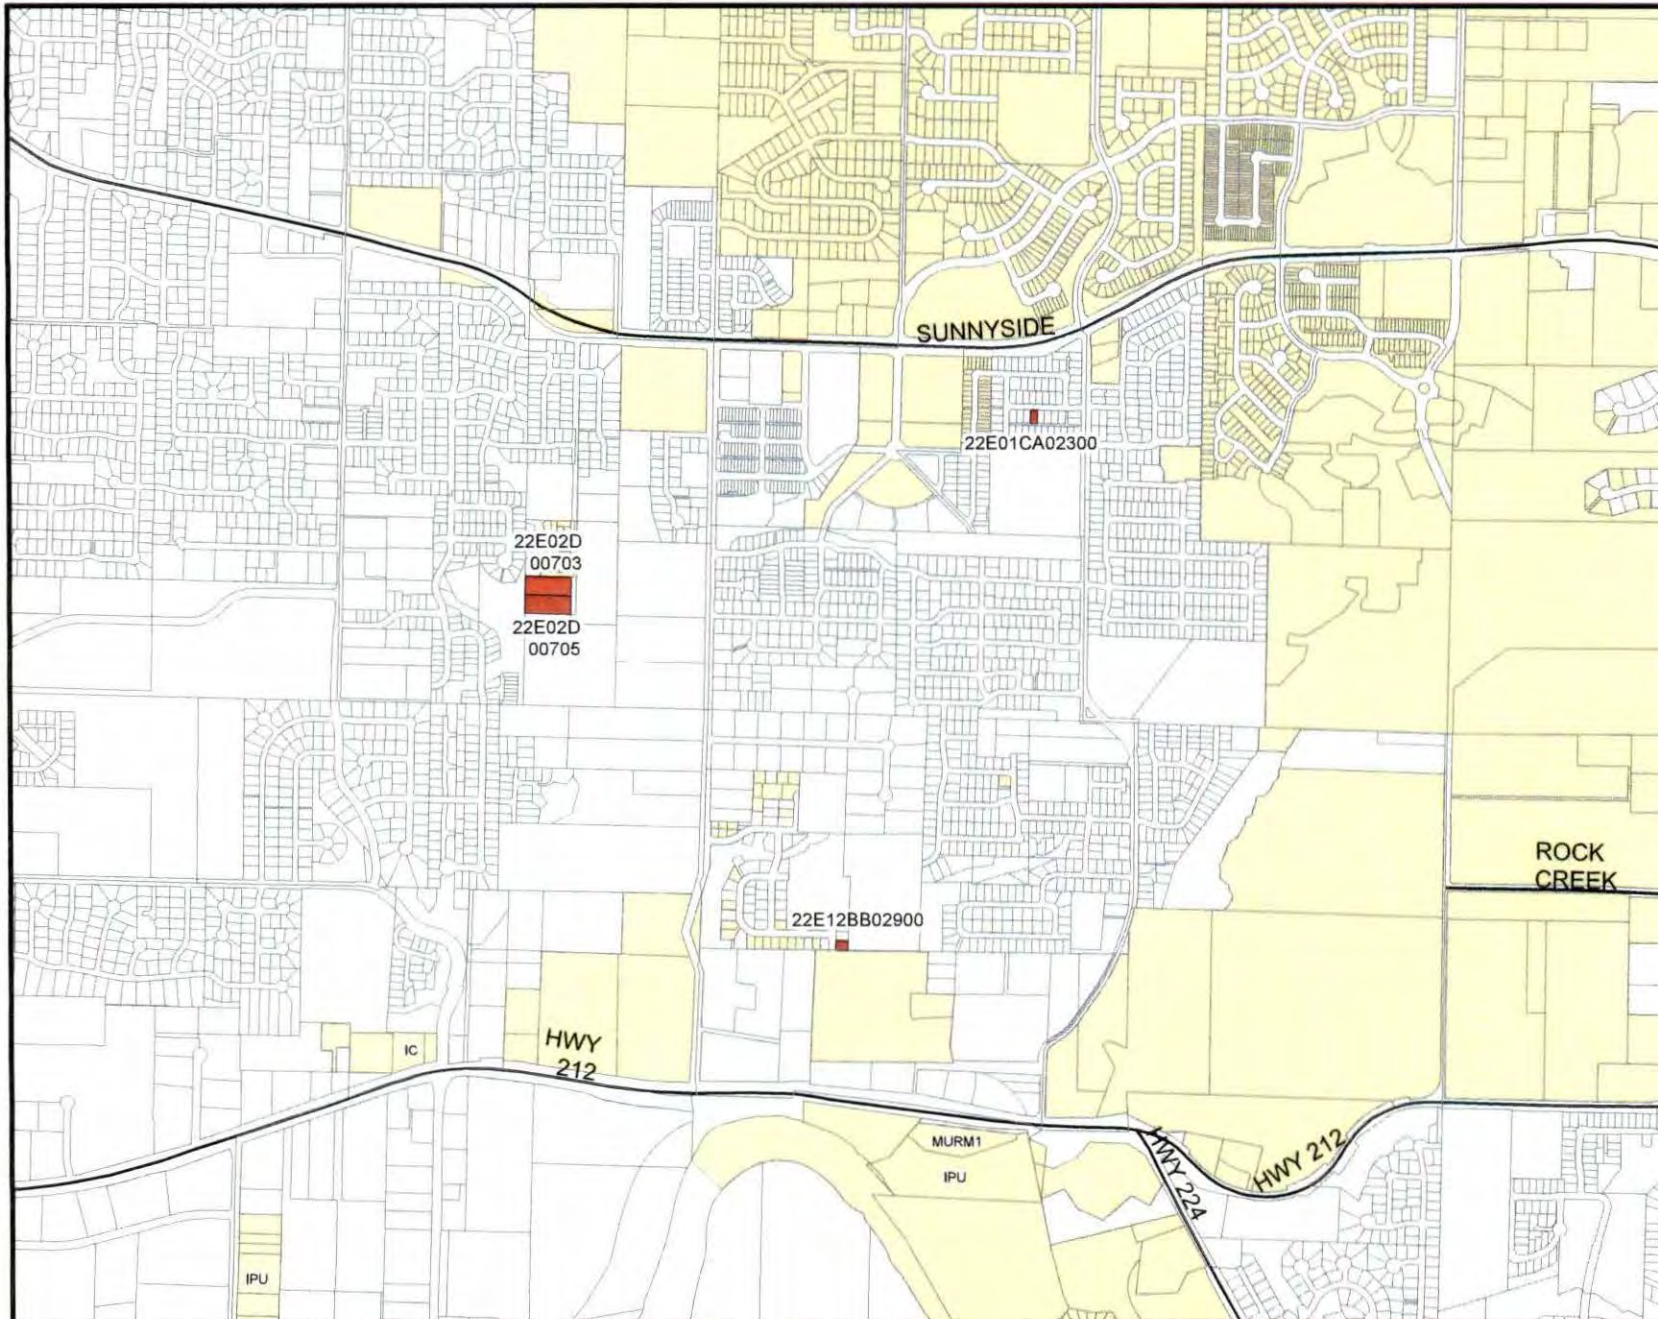 SUNNYSIDE
22E01CA02300
22E02D
00703
22E02D
00705
ROCK
CREEK
22E12BB02900
HWY
212
IC
MURM1
IPU
HWY 224
HWY 212
IPU